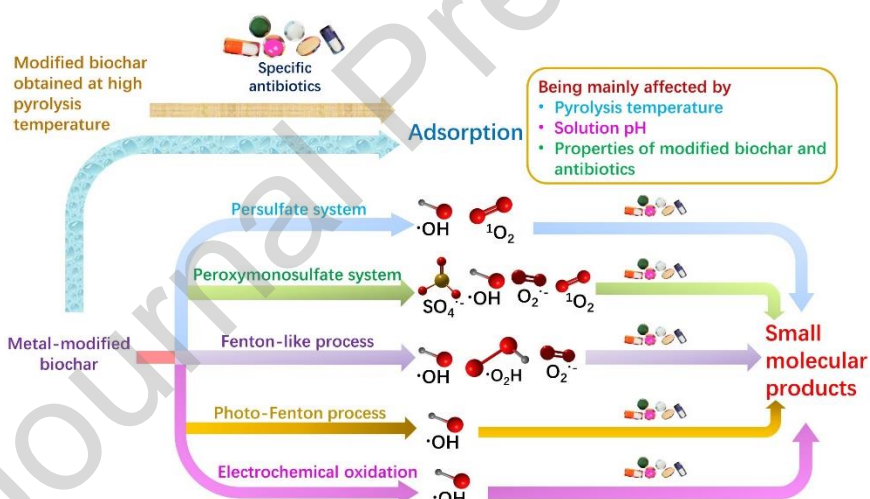 Modified biochar
obtained at high
pyrolysis
temperature
Specific
antibiotics
Adsorption
Being mainly affected by
• Pyrolysis temperature
• Solution pH
• Properties of modified biochar and
antibiotics
Persulfate system
·OH
¹O₂
Peroxymonosulfate system
SO₄·⁻
·OH
O₂·⁻
¹O₂
Metal-modified
biochar
Fenton-like process
·OH
·O₂H
O₂·⁻
Small
molecular
products
Photo-Fenton process
·OH
Electrochemical oxidation
·OH
Journal Pre